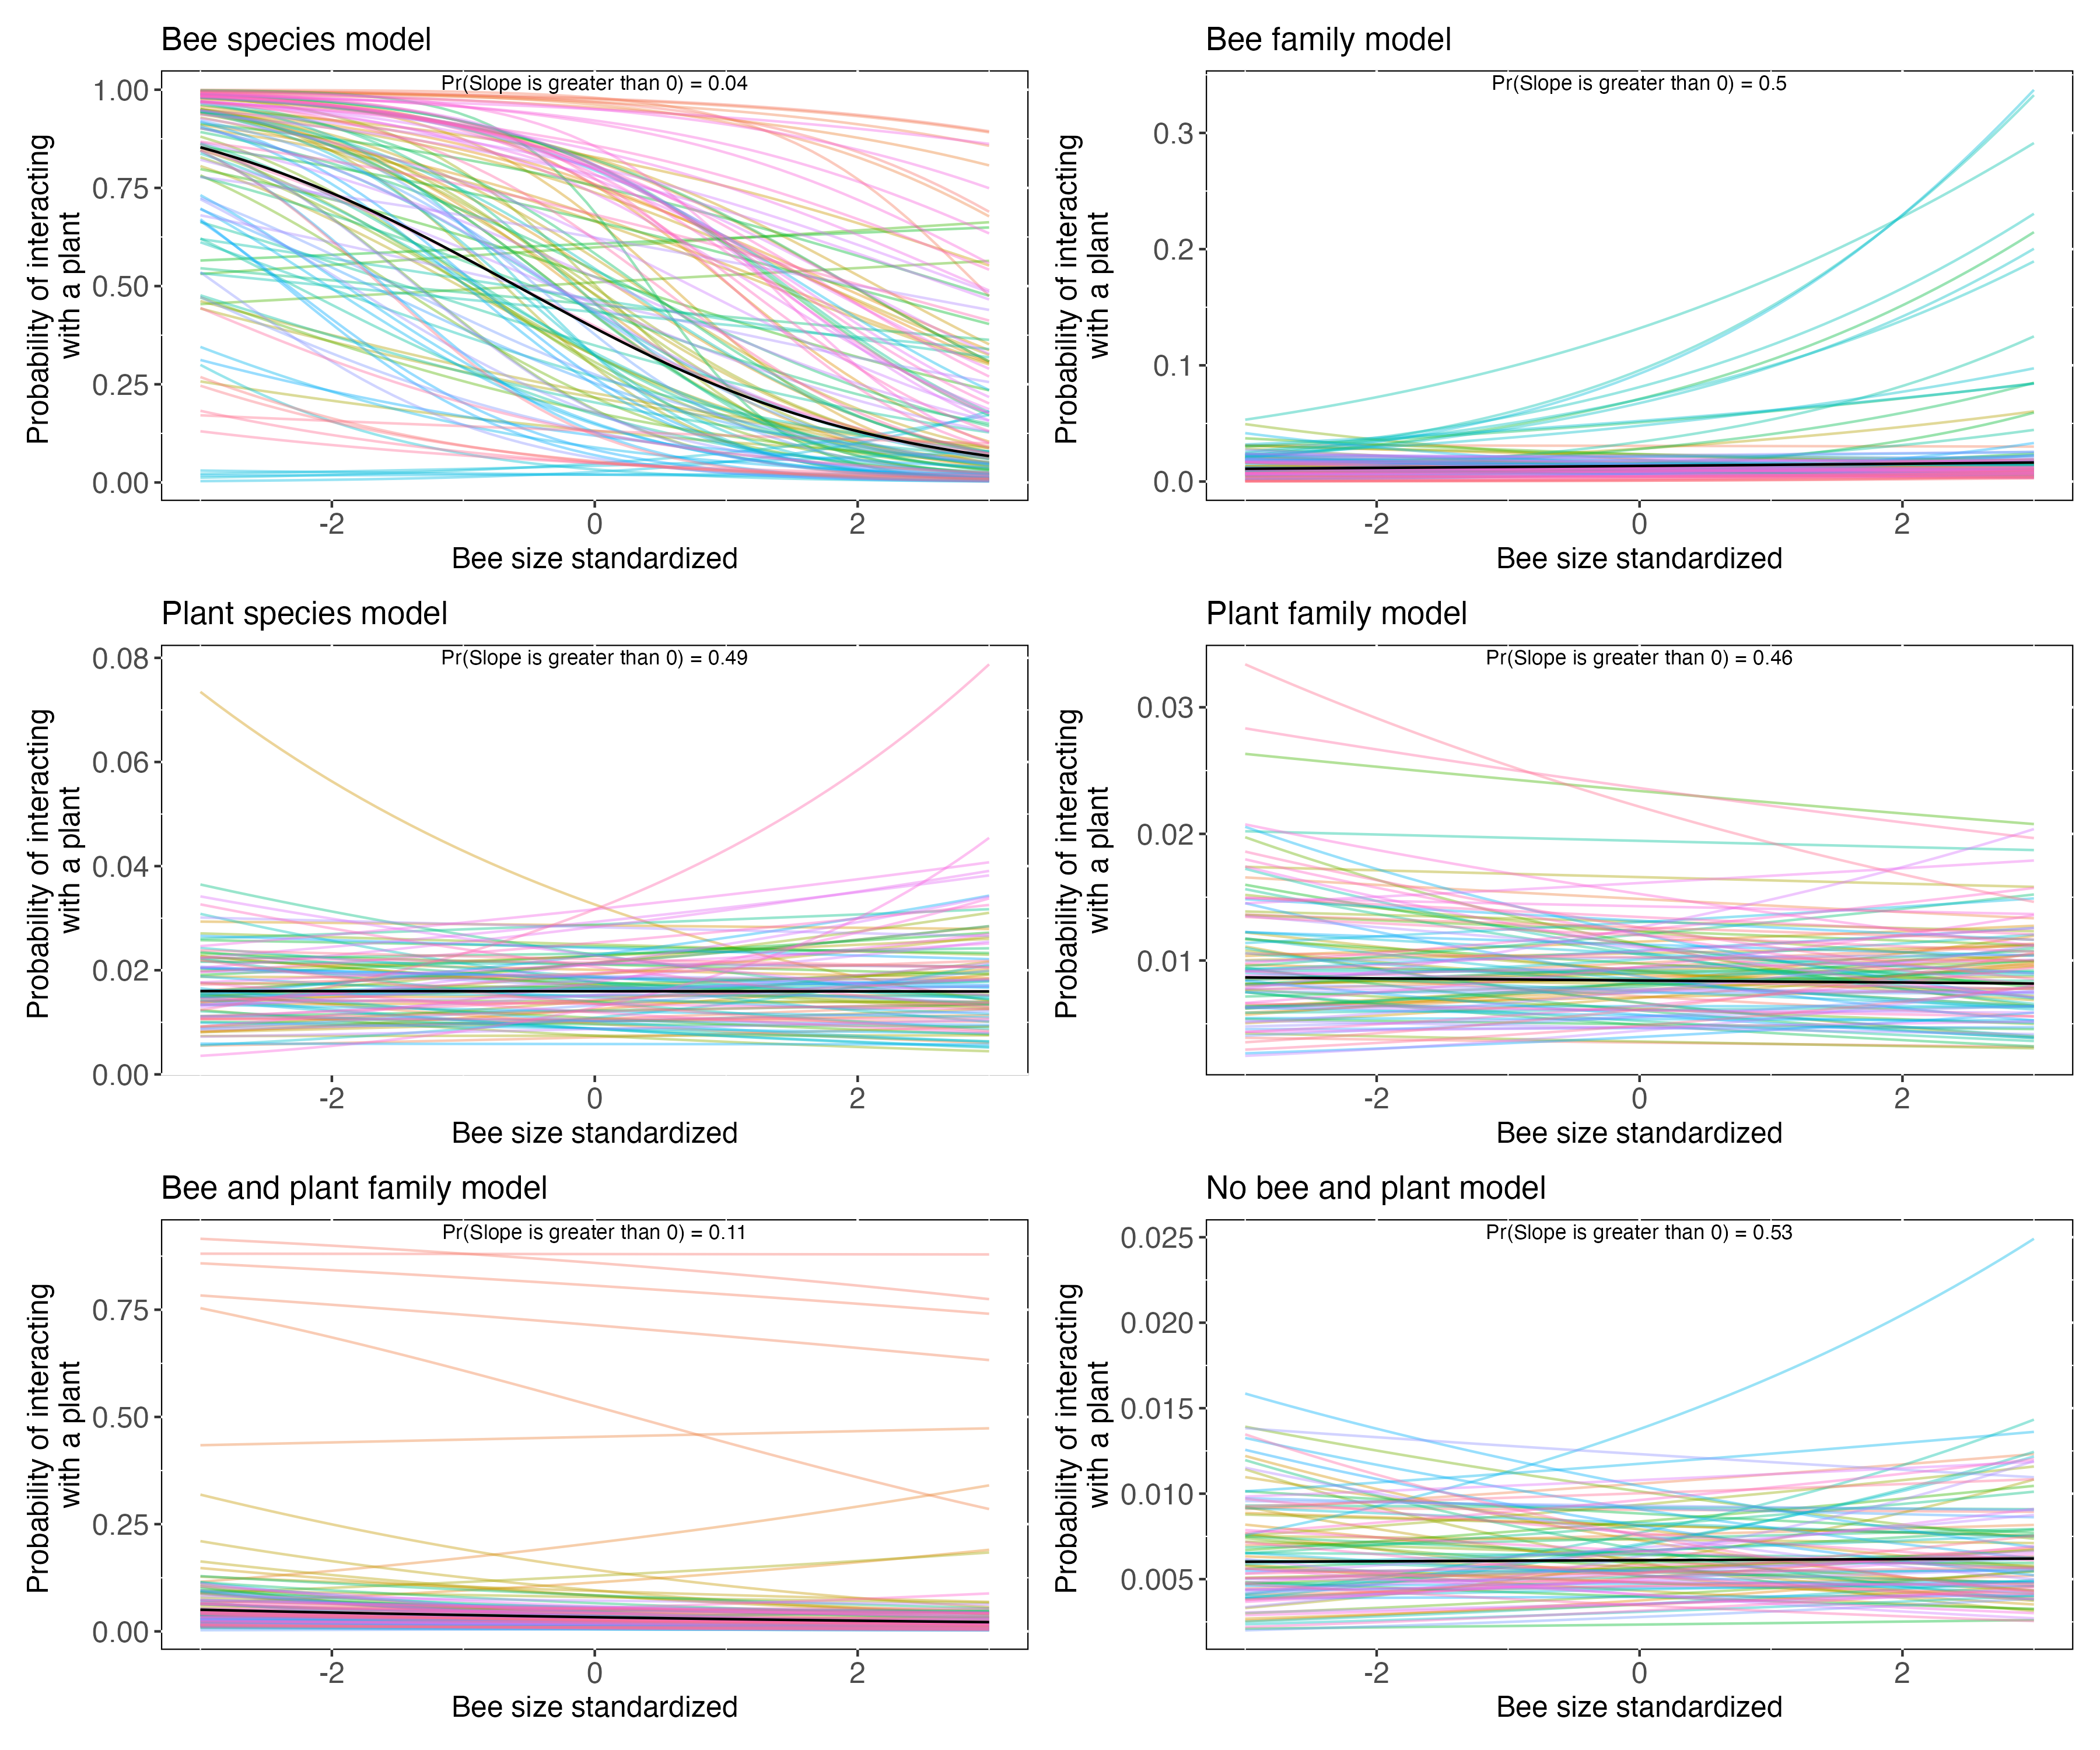 Bee species model
Pr(Slope is greater than 0) = 0.04
Probability of interacting
with a plant
1.00
0.75
0.50
0.25
0.00
-2
0
2
Bee size standardized
Bee family model
Pr(Slope is greater than 0) = 0.5
Probability of interacting
with a plant
0.3
0.2
0.1
0.0
-2
0
2
Bee size standardized
Plant species model
Pr(Slope is greater than 0) = 0.49
Probability of interacting
with a plant
0.08
0.06
0.04
0.02
0.00
-2
0
2
Bee size standardized
Plant family model
Pr(Slope is greater than 0) = 0.46
Probability of interacting
with a plant
0.03
0.02
0.01
-2
0
2
Bee size standardized
Bee and plant family model
Pr(Slope is greater than 0) = 0.11
Probability of interacting
with a plant
0.75
0.50
0.25
0.00
-2
0
2
Bee size standardized
No bee and plant model
Pr(Slope is greater than 0) = 0.53
Probability of interacting
with a plant
0.025
0.020
0.015
0.010
0.005
-2
0
2
Bee size standardized